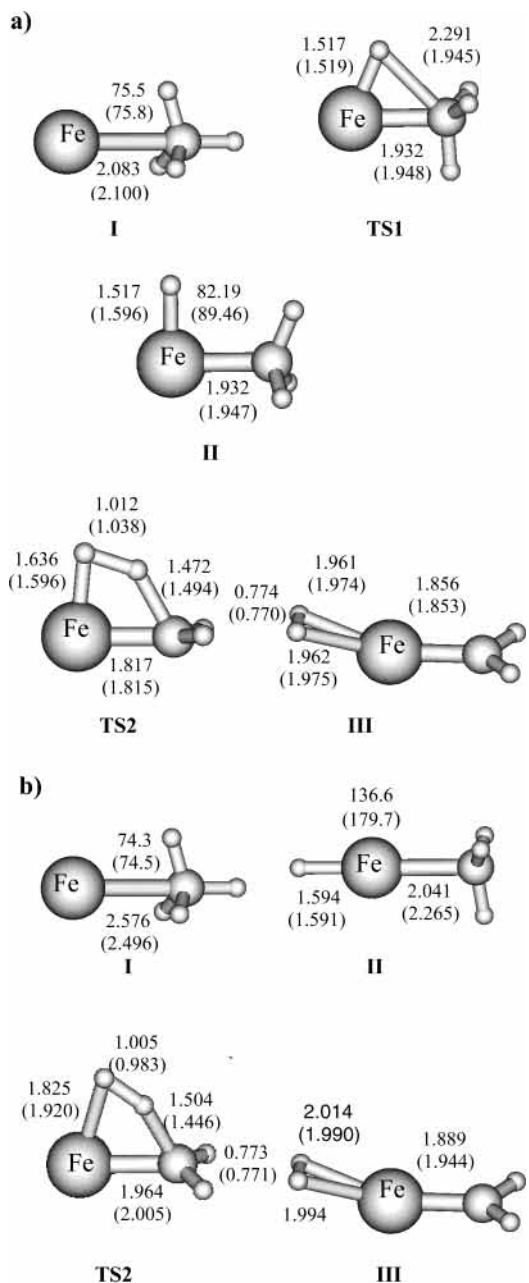 a)
75.5
(75.8)
Fe
2.083
(2.100)
I
1.517
(1.519)
2.291
(1.945)
Fe
1.932
(1.948)
TS1
1.517
(1.596)
82.19
(89.46)
Fe
1.932
(1.947)
II
1.012
(1.038)
1.636
(1.596)
1.472
(1.494)
Fe
1.817
(1.815)
TS2
1.961
(1.974)
0.774
(0.770)
1.856
(1.853)
Fe
1.962
(1.975)
III
b)
74.3
(74.5)
Fe
2.576
(2.496)
I
136.6
(179.7)
Fe
1.594
(1.591)
2.041
(2.265)
II
1.005
(0.983)
1.825
(1.920)
1.504
(1.446)
Fe
1.964
(2.005)
TS2
0.773
(0.771)
2.014
(1.990)
1.889
(1.944)
Fe
1.994
III